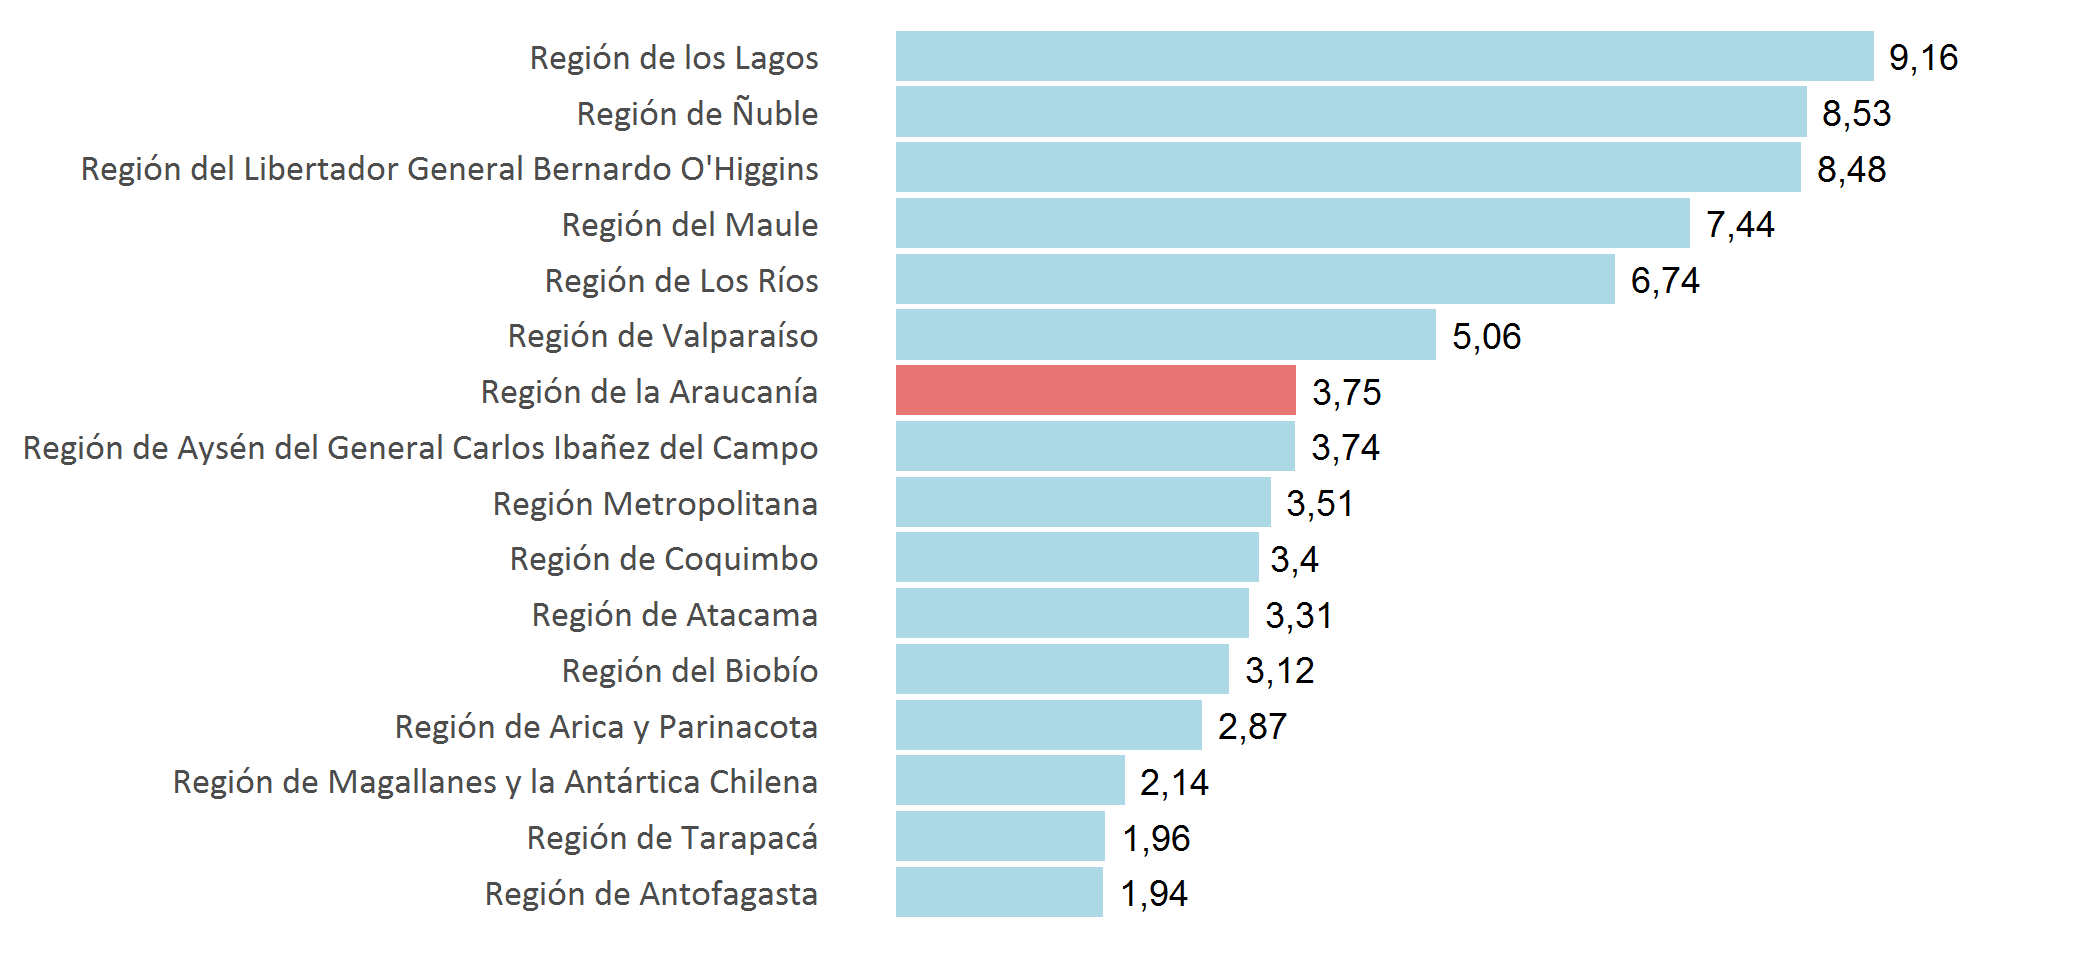 Región de los Lagos 9,16
Región de Ñuble 8,53
Región del Libertador General Bernardo O'Higgins 8,48
Región del Maule 7,44
Región de Los Ríos 6,74
Región de Valparaíso 5,06
Región de la Araucanía 3,75
Región de Aysén del General Carlos Ibañez del Campo 3,74
Región Metropolitana 3,51
Región de Coquimbo 3,4
Región de Atacama 3,31
Región del Biobío 3,12
Región de Arica y Parinacota 2,87
Región de Magallanes y la Antártica Chilena 2,14
Región de Tarapacá 1,96
Región de Antofagasta 1,94